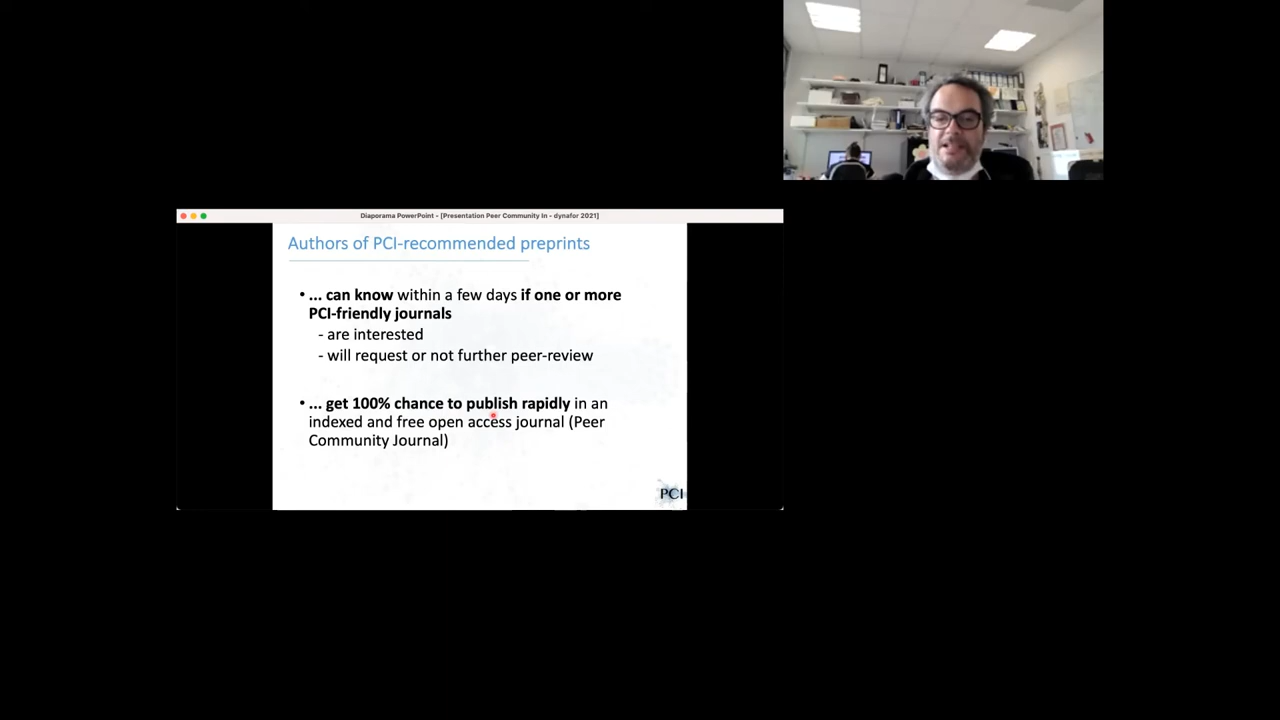 Diaporama PowerPoint - [Presentation Peer Community In - dynafor 2021]
Authors of PCI-recommended preprints
• ... can know within a few days if one or more
PCI-friendly journals
- are interested
- will request or not further peer-review
• ... get 100% chance to publish rapidly in an
indexed and free open access journal (Peer
Community Journal)
PCI